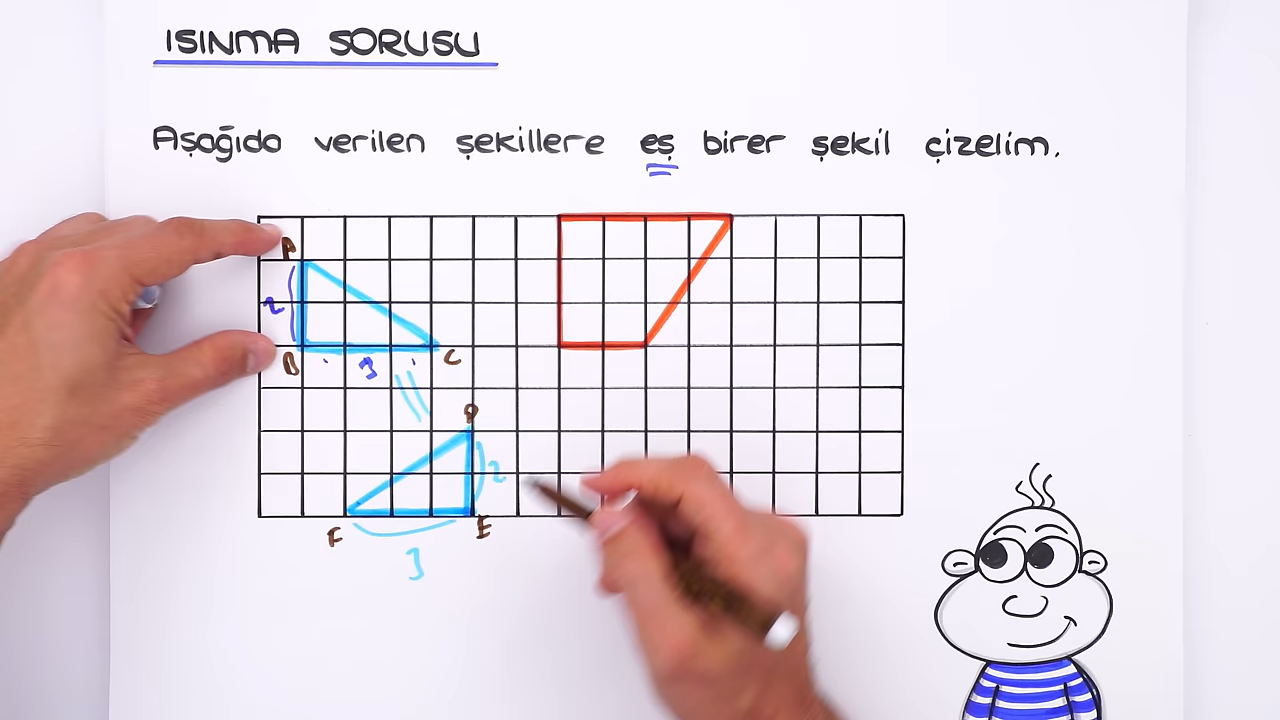 ISINMA SORUSU
Aşağıda verilen şekillere eş birer şekil çizelim.
A
2
B 3 C
D
2
F E
3